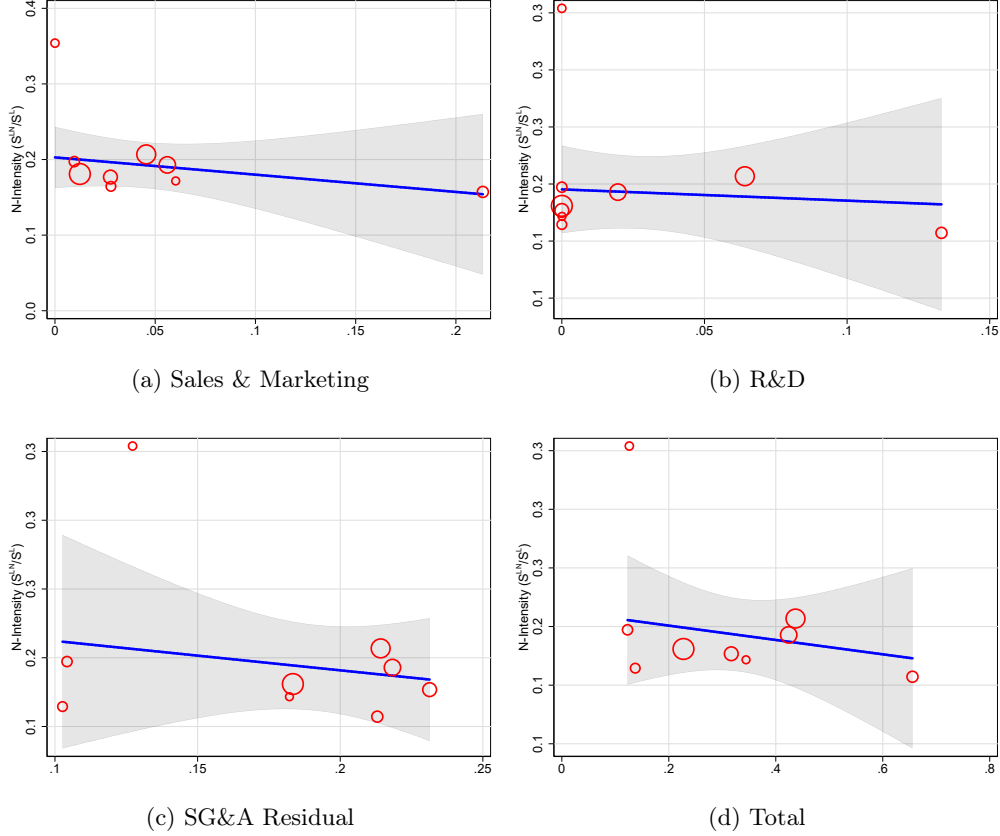 0.4
0.3
0.2
0.1
0.0
N-Intensity (S^LN/S^L)
0 .05 .1 .15 .2
(a) Sales & Marketing
0.3
0.3
0.3
0.2
0.1
0.1
N-Intensity (S^LN/S^L)
0 .05 .1 .15
(b) R&D
0.3
0.3
0.3
0.2
0.1
N-Intensity (S^LN/S^L)
.1 .15 .2 .25
(c) SG&A Residual
0.3
0.3
0.3
0.2
0.1
0.1
N-Intensity (S^LN/S^L)
0 .2 .4 .6 .8
(d) Total